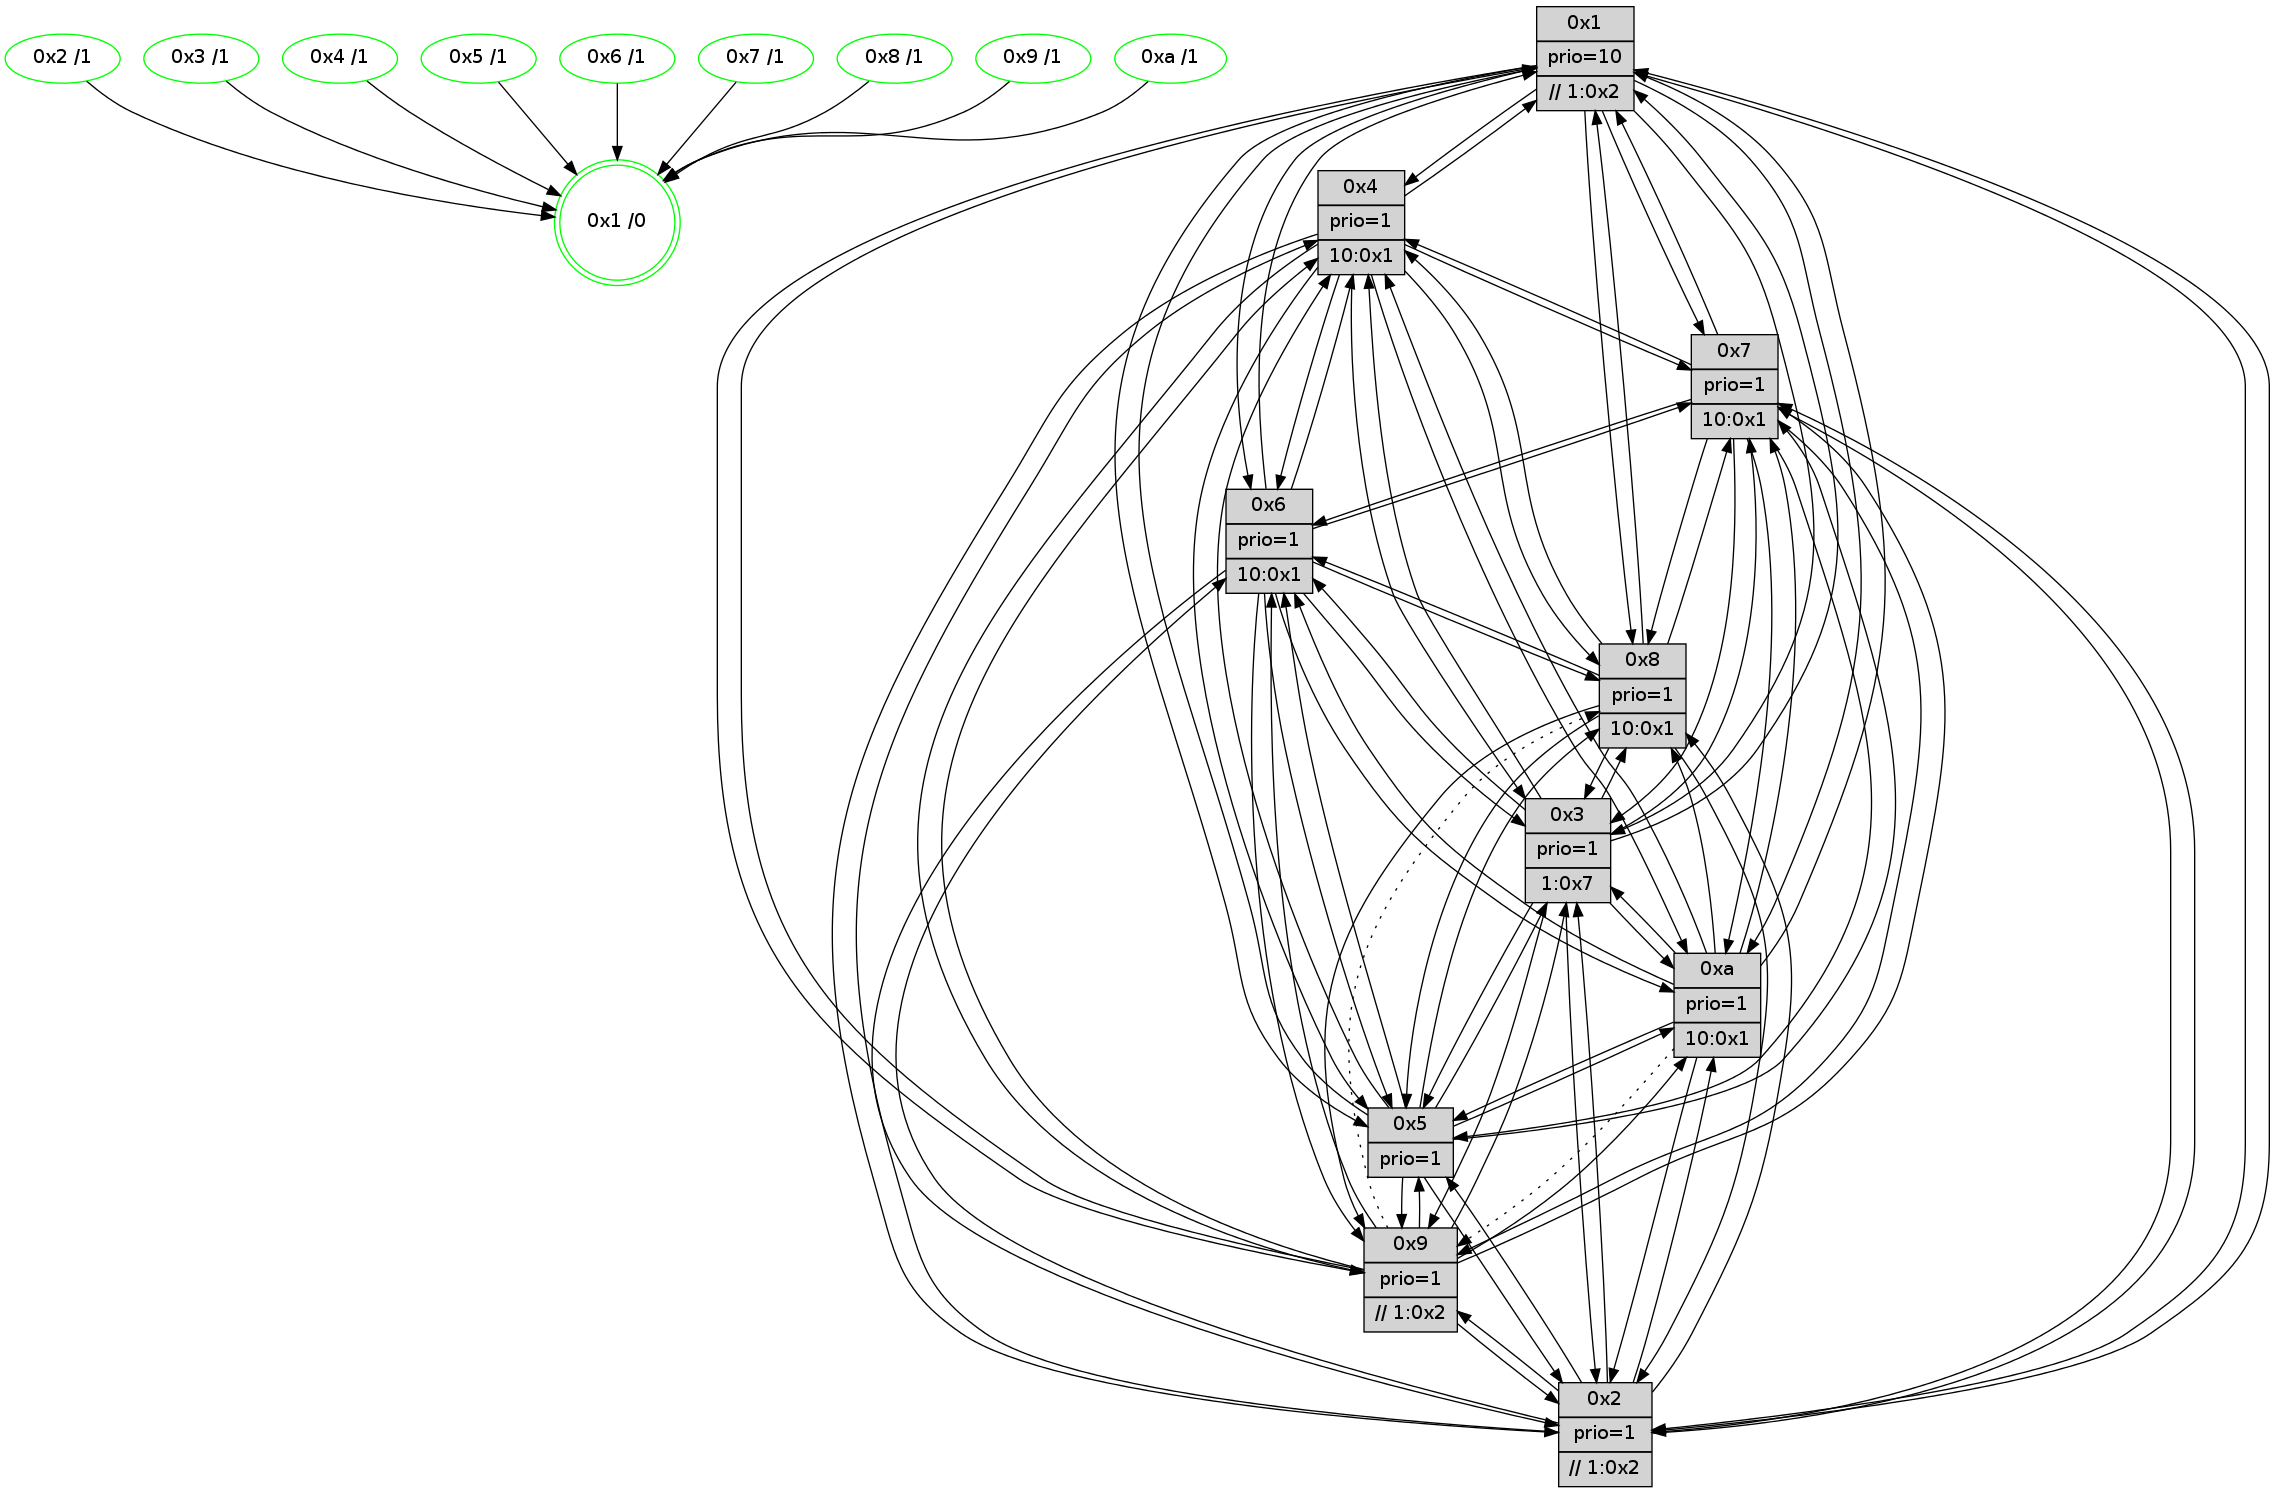 0x2 /1
0x3 /1
0x4 /1
0x5 /1
0x6 /1
0x7 /1
0x8 /1
0x9 /1
0xa /1
0x1 /0
0x1
prio=10
// 1:0x2
0x4
prio=1
10:0x1
0x7
prio=1
10:0x1
0x6
prio=1
10:0x1
0x8
prio=1
10:0x1
0x3
prio=1
1:0x7
0xa
prio=1
10:0x1
0x5
prio=1
0x9
prio=1
// 1:0x2
0x2
prio=1
// 1:0x2